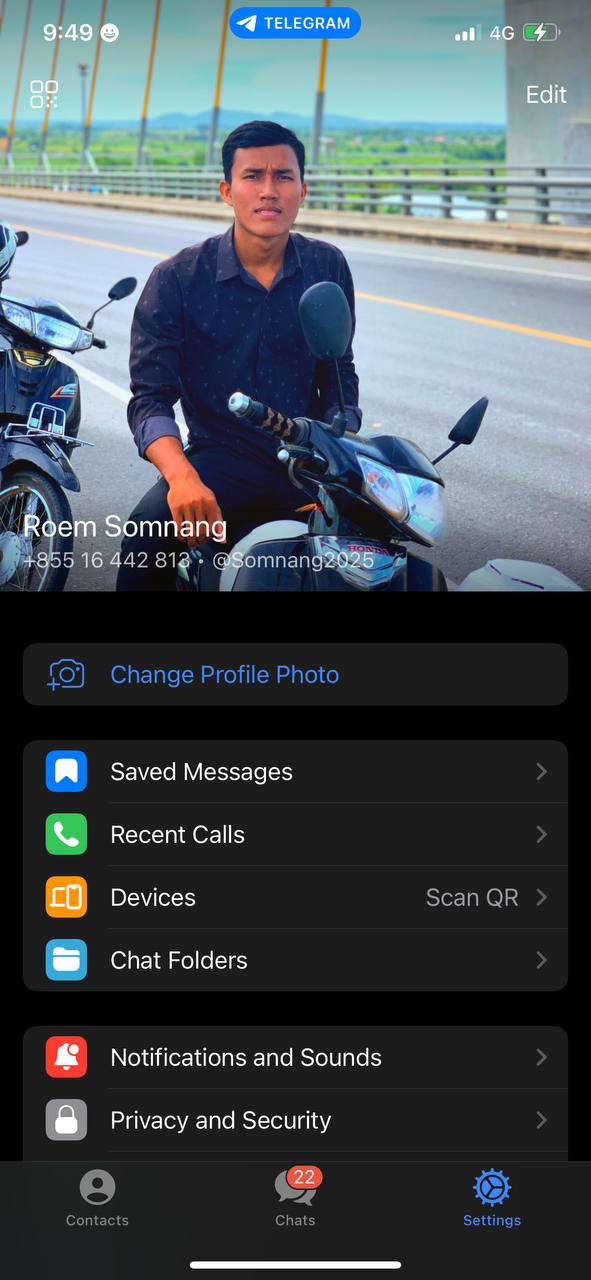 9:49
TELEGRAM
4G
Edit
HONDA
Roem Somnang
+855 16 442 813 • @Somnang2025
Change Profile Photo
Saved Messages
Recent Calls
Devices Scan QR
Chat Folders
Notifications and Sounds
Privacy and Security
22
Contacts Chats Settings